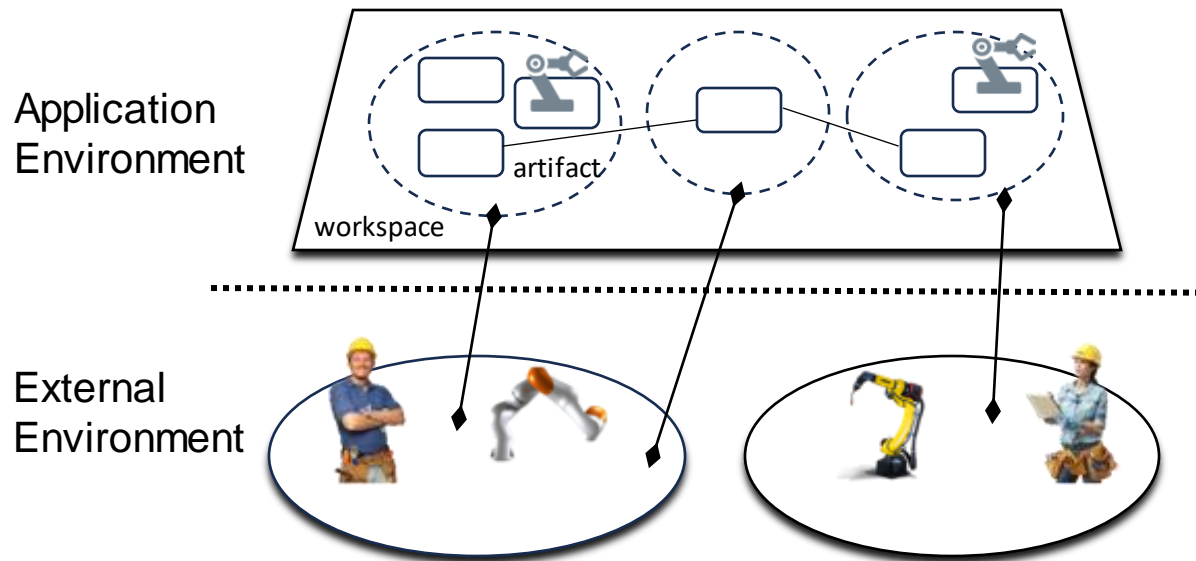 Application
Environment
artifact
workspace
External
Environment